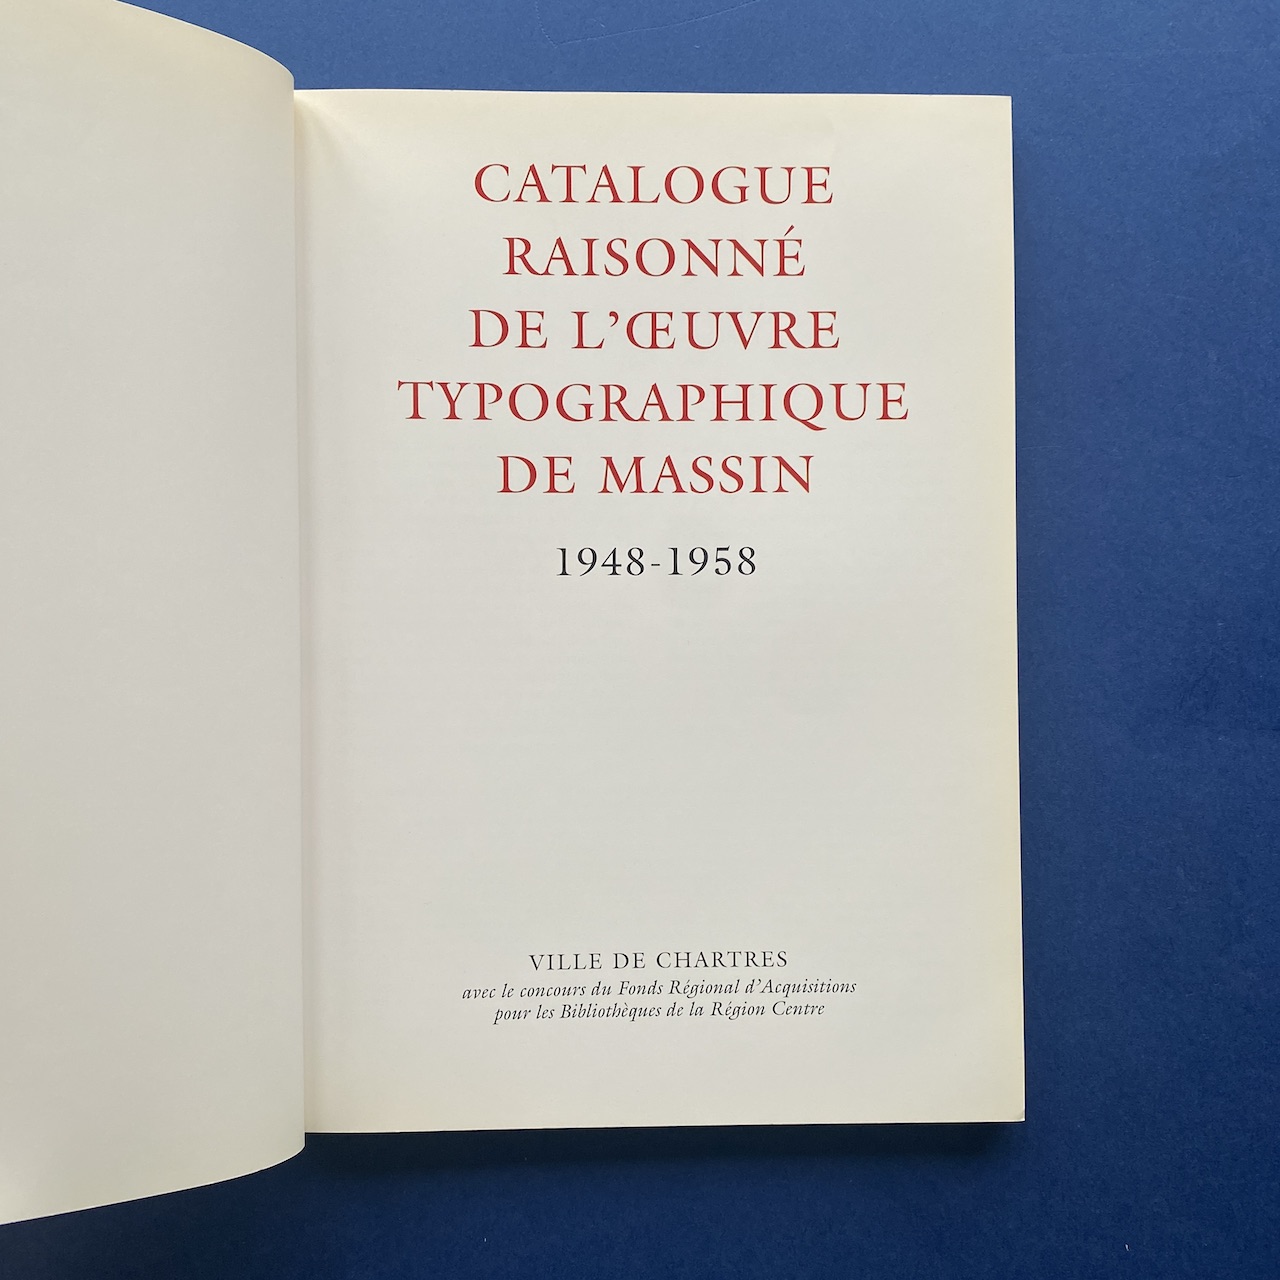 CATALOGUE
RAISONNÉ
DE L’ŒUVRE
TYPOGRAPHIQUE
DE MASSIN
1948-1958
VILLE DE CHARTRES
avec le concours du Fonds Régional d’Acquisitions
pour les Bibliothèques de la Région Centre